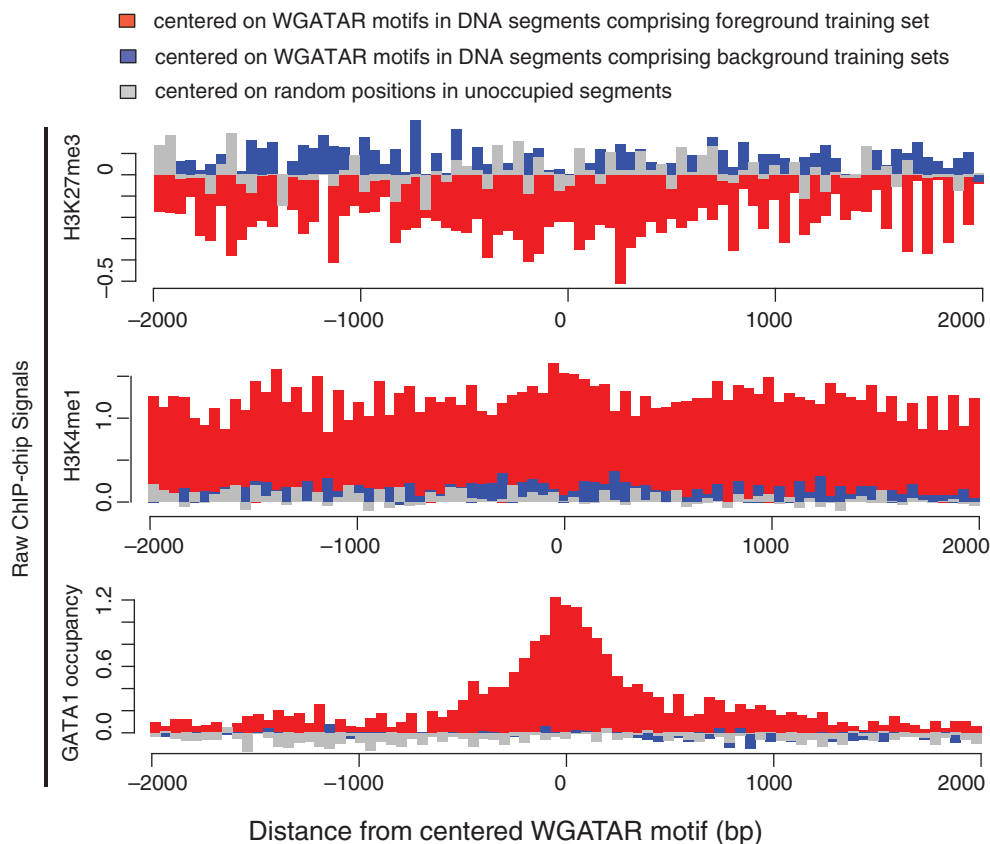 centered on WGATAR motifs in DNA segments comprising foreground training set
centered on WGATAR motifs in DNA segments comprising background training sets
centered on random positions in unoccupied segments
Raw ChIP-chip Signals
H3K27me3
0
−0.5
−2000 −1000 0 1000 2000
H3K4me1
1.0
0.0
−2000 −1000 0 1000 2000
GATA1 occupancy
1.2
0.6
0.0
−2000 −1000 0 1000 2000
Distance from centered WGATAR motif (bp)